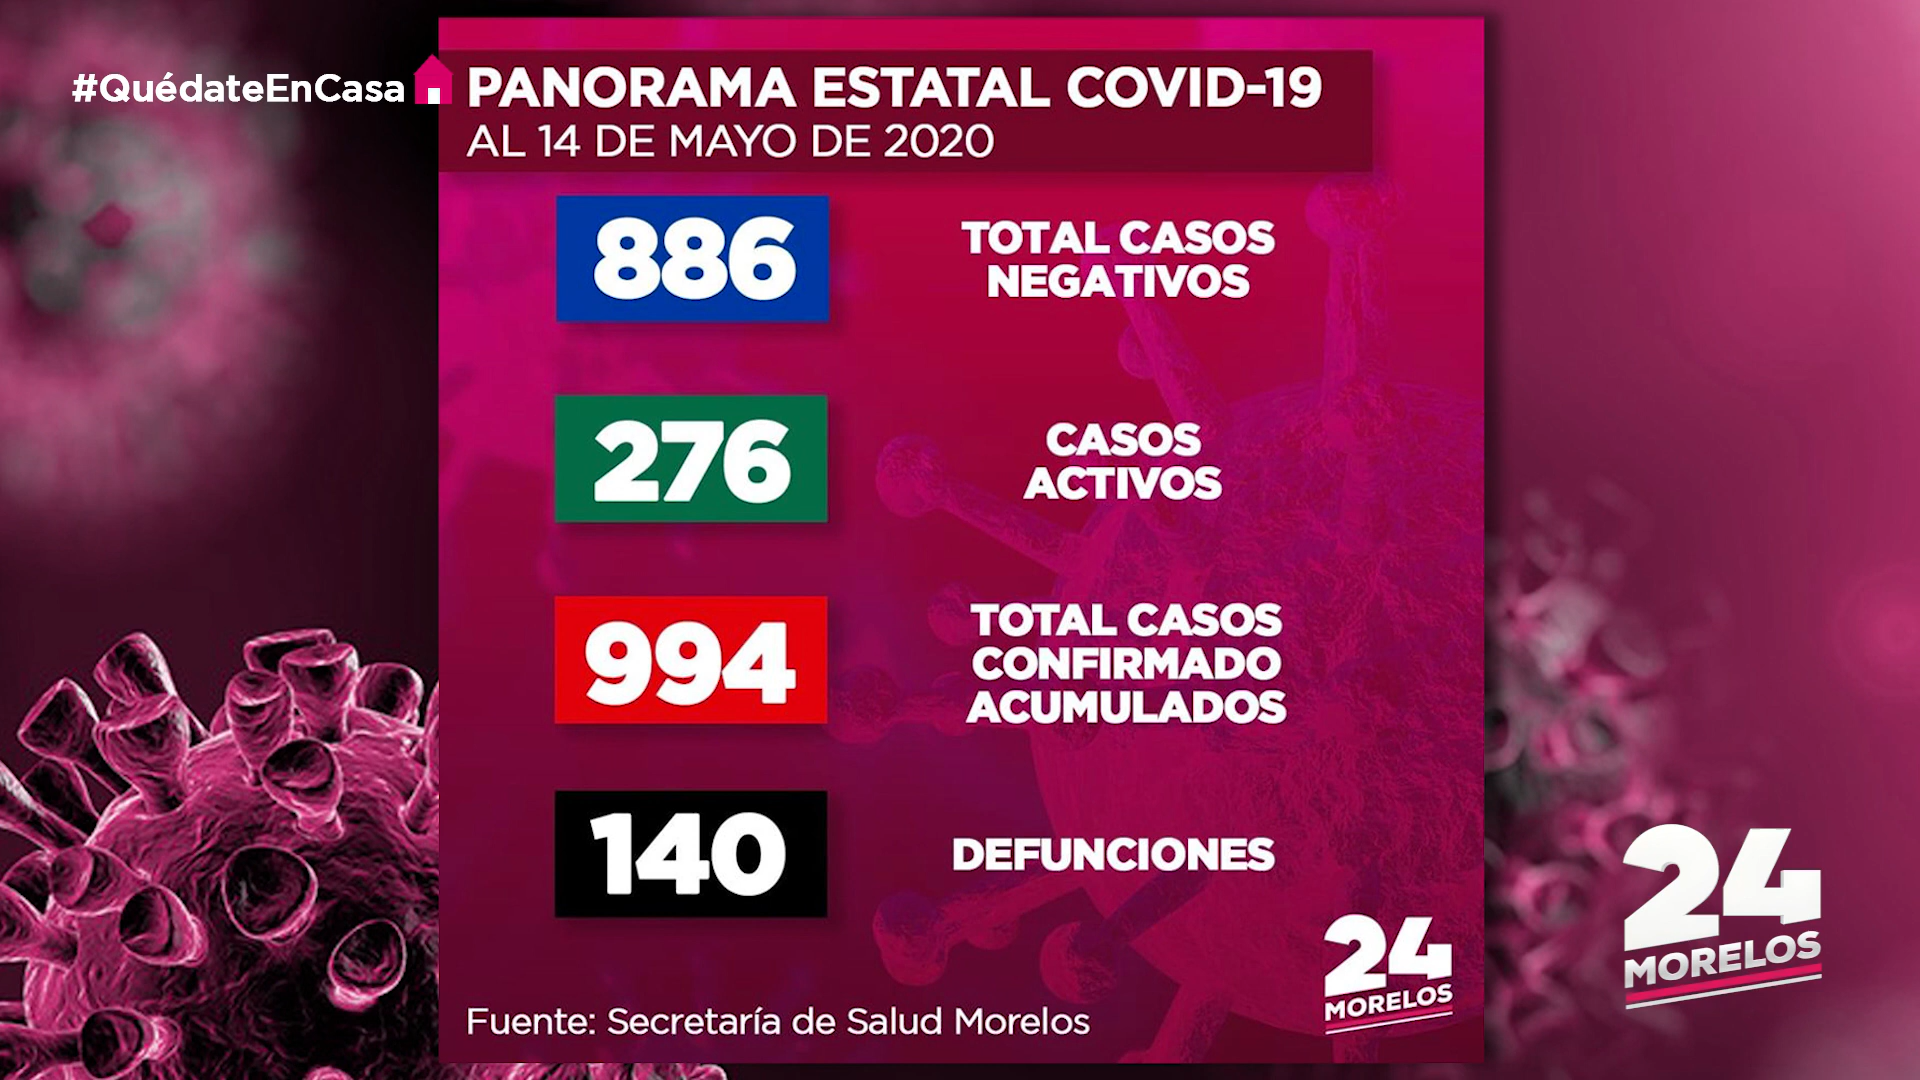 #QuédateEnCasa
PANORAMA ESTATAL COVID-19
AL 14 DE MAYO DE 2020
886
TOTAL CASOS
NEGATIVOS
276
CASOS
ACTIVOS
994
TOTAL CASOS
CONFIRMADO
ACUMULADOS
140
DEFUNCIONES
24
MORELOS
Fuente: Secretaría de Salud Morelos
24
MORELOS